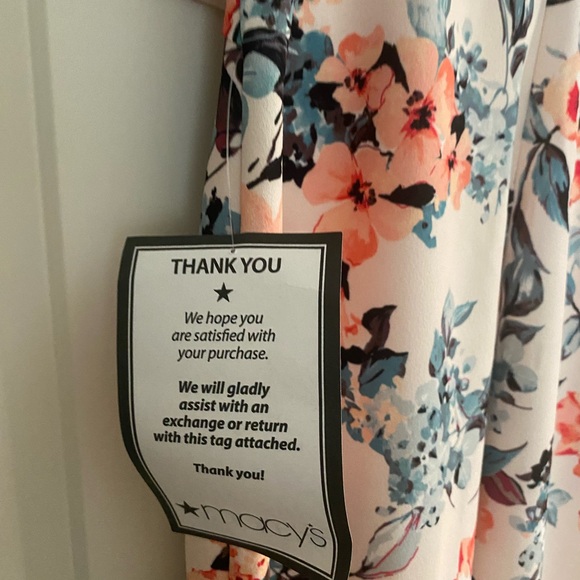 THANK YOU
★
We hope you
are satisfied with
your purchase.
We will gladly
assist with an
exchange or return
with this tag attached.
Thank you!
★macy's